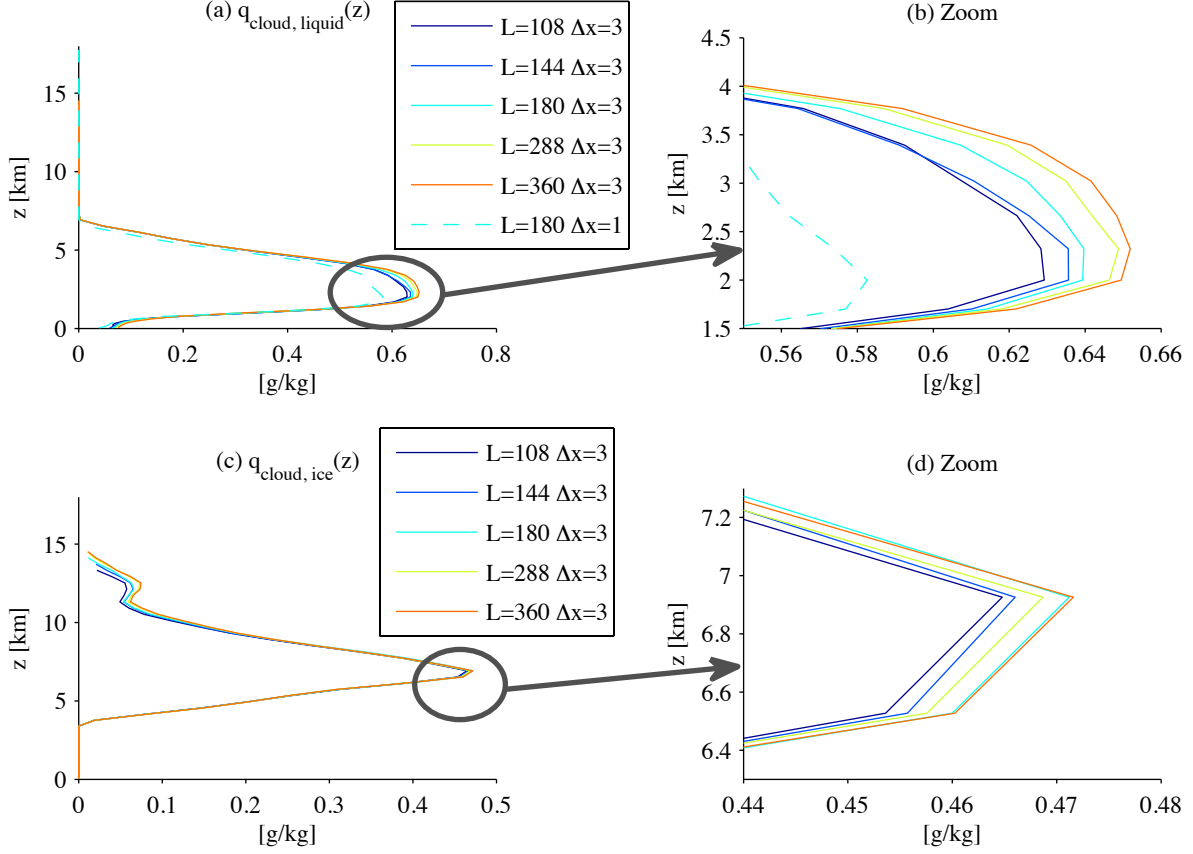 (a) q_cloud, liquid(z)
L=108 Δx=3
L=144 Δx=3
L=180 Δx=3
L=288 Δx=3
L=360 Δx=3
L=180 Δx=1
15
10
5
0
z [km]
0 0.2 0.4 0.6 0.8
[g/kg]
(b) Zoom
4.5
4
3.5
3
2.5
2
1.5
z [km]
0.56 0.58 0.6 0.62 0.64 0.66
[g/kg]
(c) q_cloud, ice(z)
L=108 Δx=3
L=144 Δx=3
L=180 Δx=3
L=288 Δx=3
L=360 Δx=3
15
10
5
0
z [km]
0 0.1 0.2 0.3 0.4 0.5
[g/kg]
(d) Zoom
7.2
7
6.8
6.6
6.4
z [km]
0.44 0.45 0.46 0.47 0.48
[g/kg]